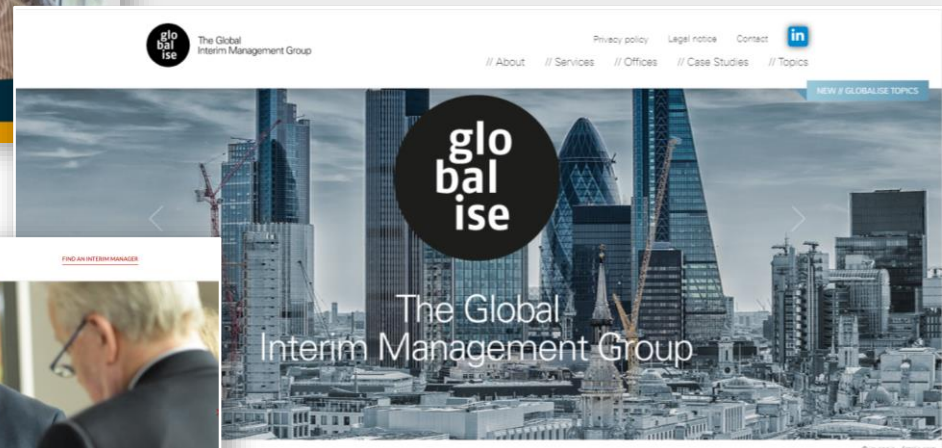 glo
bal
ise
The Global
Interim Management Group
Privacy policy Legal notice Contact in
// About // Services // Offices // Case Studies // Topics
NEW // GLOBALISE TOPICS
glo
bal
ise
The Global
Interim Management Group
FIND AN INTERIM MANAGER